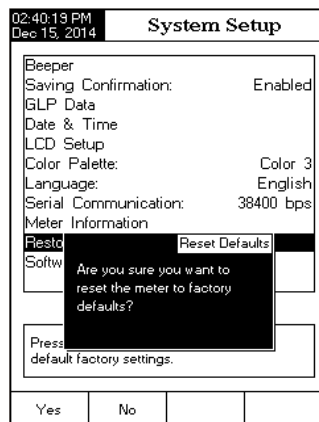 02:40:19 PM
Dec 15, 2014
System Setup
Beeper
Saving Confirmation: Enabled
GLP Data
Date & Time
LCD Setup
Color Palette: Color 3
Language: English
Serial Communication: 38400 bps
Meter Information
Resto
Softw
Reset Defaults
Are you sure you want to
reset the meter to factory
defaults?
Press
default factory settings.
Yes No